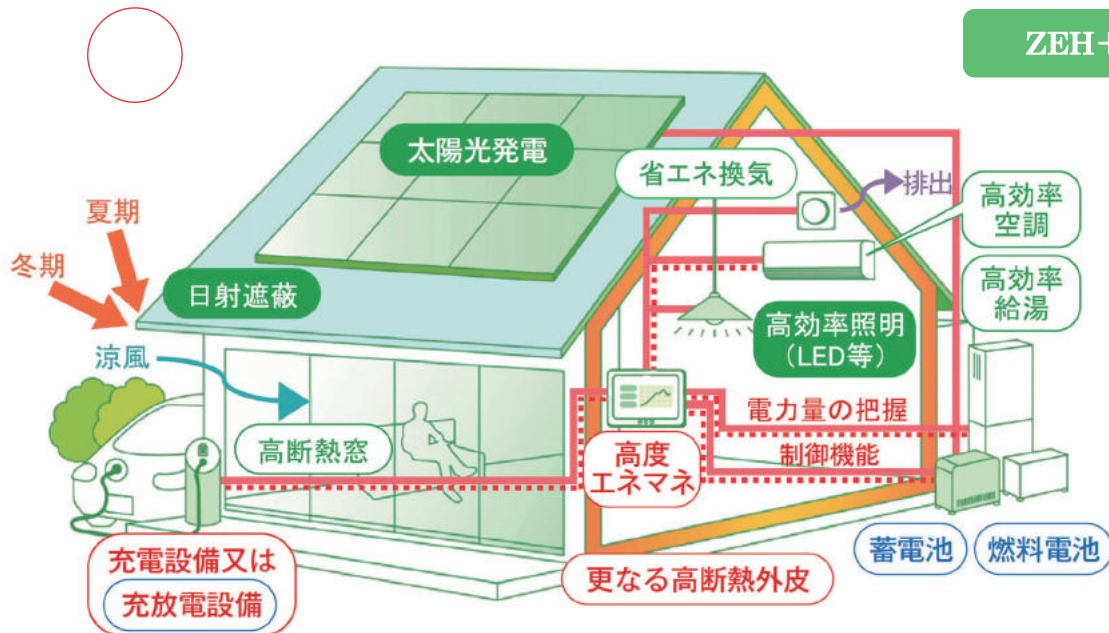 ZEH+
太陽光発電
省エネ換気
排出
高効率
空調
夏期
冬期
日射遮蔽
高効率
給湯
高効率照明
(LED等)
涼風
高断熱窓
電力量の把握
高度
エネマネ
制御機能
充電設備又は
充放電設備
更なる高断熱外皮
蓄電池
燃料電池